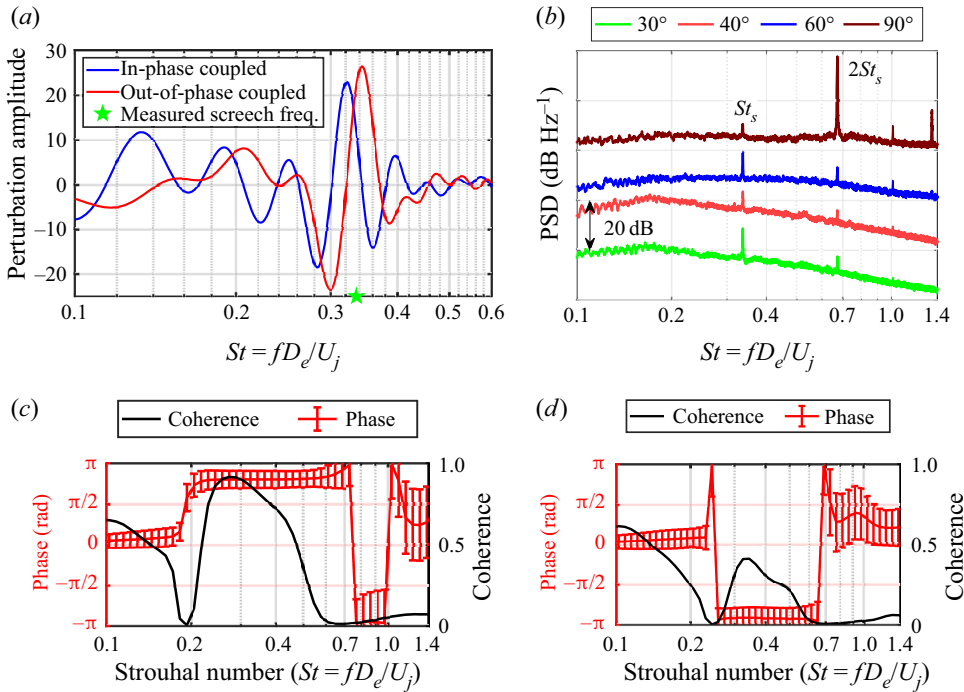 (a)
In-phase coupled
Out-of-phase coupled
Measured screech freq.
Perturbation amplitude
30
20
10
0
−10
−20
0.1
0.2
0.3
0.4
0.5
0.6
St = fD_e/U_j
(b)
30°
40°
60°
90°
2St_s
St_s
20 dB
PSD (dB Hz⁻¹)
0.1
0.2
0.4
0.7
1.0
1.4
St = fD_e/U_j
(c)
Coherence
Phase
Phase (rad)
π
π/2
0
−π/2
−π
1.0
0.5
0
Coherence
0.1
0.2
0.4
0.7
1.0
1.4
Strouhal number (St = fD_e/U_j)
(d)
Coherence
Phase
Phase (rad)
π
π/2
0
−π/2
−π
1.0
0.5
0
Coherence
0.1
0.2
0.4
0.7
1.0
1.4
Strouhal number (St = fD_e/U_j)